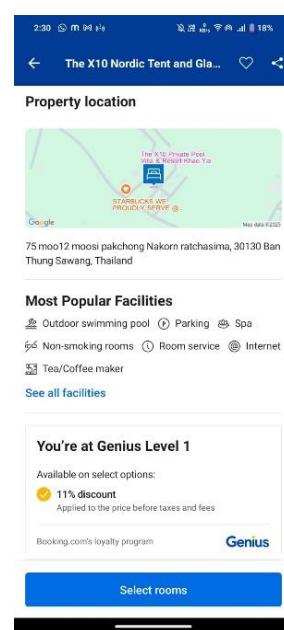 2:30
18%
The X10 Nordic Tent and Gla...
Property location
The X10 Private Pool
Villa & Resort Khao Yai
STARBUCKS WE
PROUDLY SERVE @...
Google
Map data ©2025
75 moo12 moosi pakchong Nakorn ratchasima, 30130 Ban
Thung Sawang, Thailand
Most Popular Facilities
Outdoor swimming pool Parking Spa
Non-smoking rooms Room service Internet
Tea/Coffee maker
See all facilities
You're at Genius Level 1
Available on select options:
11% discount
Applied to the price before taxes and fees
Booking.com's loyalty program
Genius
Select rooms